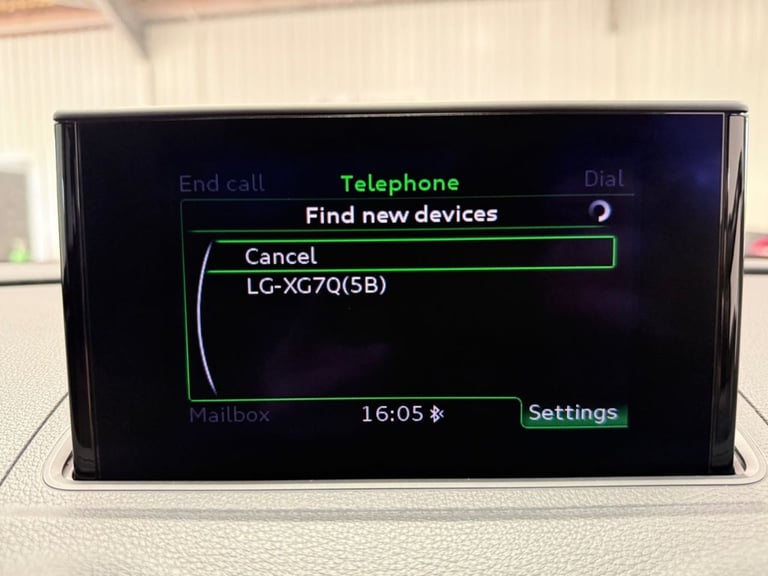 End call Telephone Dial
Find new devices
Cancel
LG-XG7Q(5B)
Mailbox 16:05 Settings